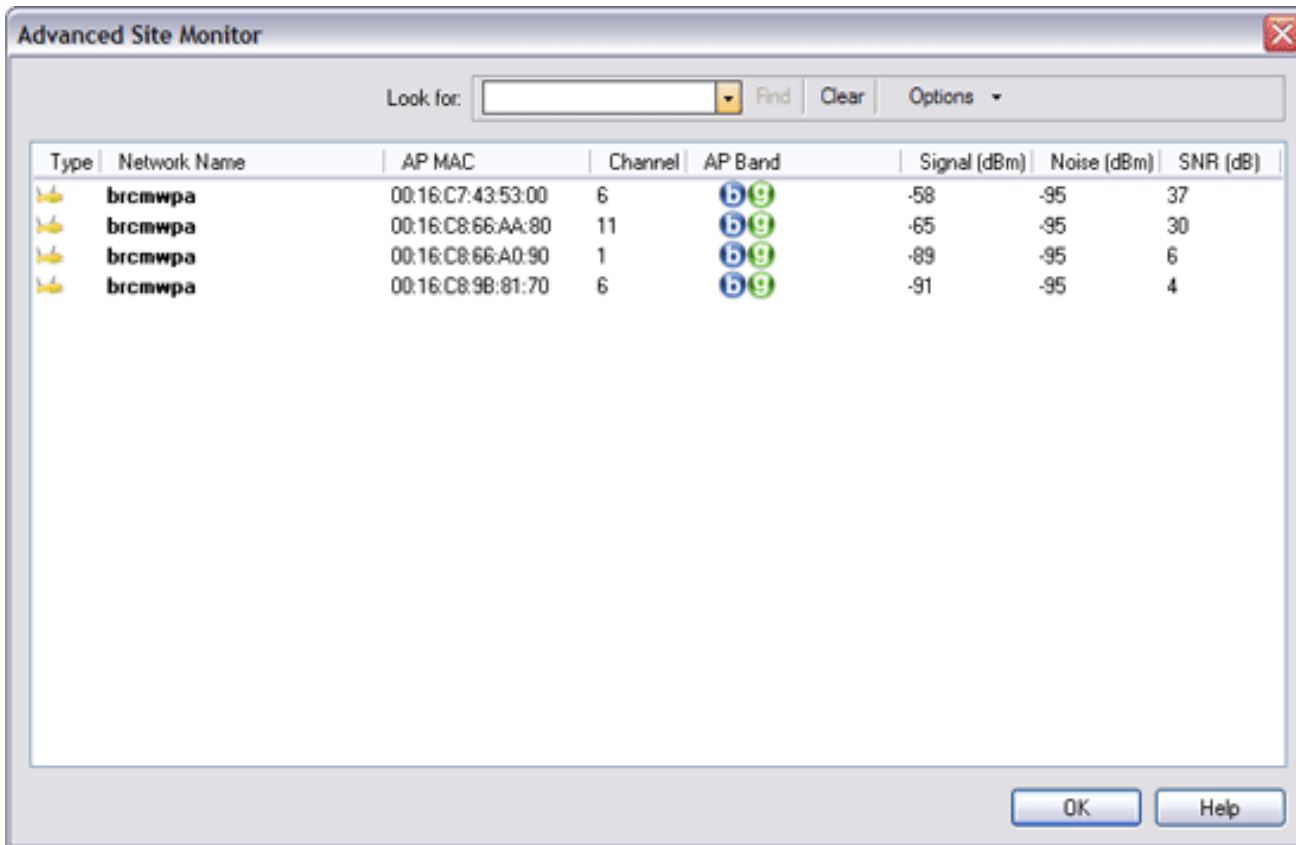 Advanced Site Monitor
Look for: Find Clear Options
Type Network Name AP MAC Channel AP Band Signal (dBm) Noise (dBm) SNR (dB)
brcmwpa 00:16:C7:43:53:00 6 b g -58 -95 37
brcmwpa 00:16:C8:66:AA:80 11 b g -65 -95 30
brcmwpa 00:16:C8:66:A0:90 1 b g -89 -95 6
brcmwpa 00:16:C8:9B:81:70 6 b g -91 -95 4
OK Help